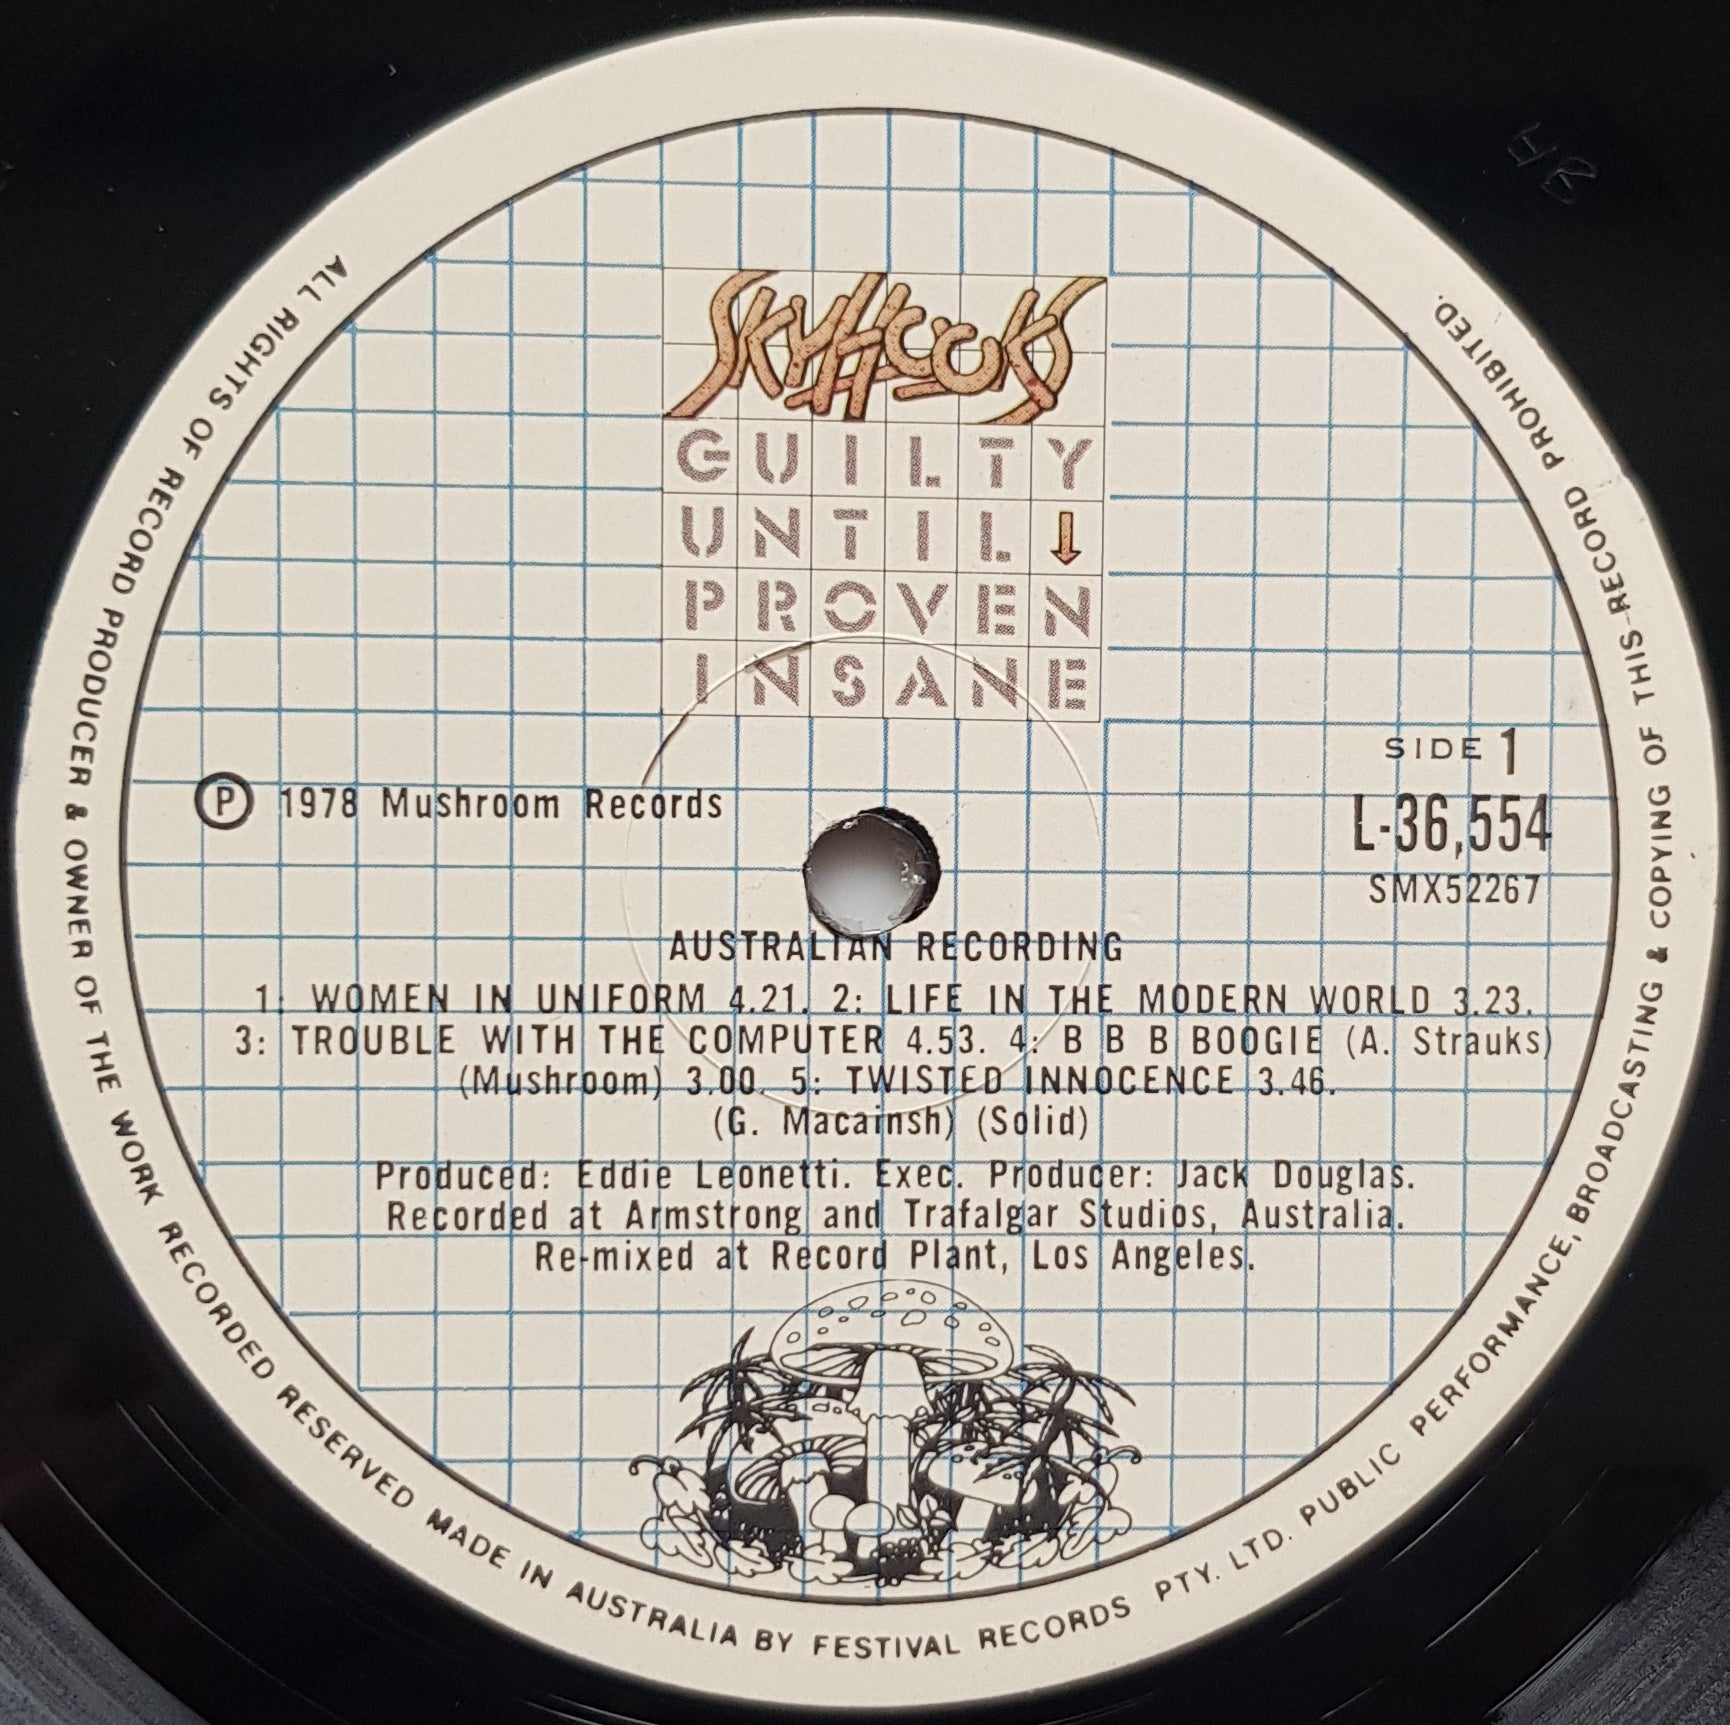 SKYHOOKS
GUILTY
UNTIL ↓
PROVEN
INSANE
SIDE 1
Ⓟ 1978 Mushroom Records
L-36,554
SMX52267
AUSTRALIAN RECORDING
1: WOMEN IN UNIFORM 4.21. 2: LIFE IN THE MODERN WORLD 3.23.
3: TROUBLE WITH THE COMPUTER 4.53. 4: B B B BOOGIE (A. Strauks)
(Mushroom) 3.00. 5: TWISTED INNOCENCE 3.46.
(G. Macainsh) (Solid)
Produced: Eddie Leonetti. Exec. Producer: Jack Douglas.
Recorded at Armstrong and Trafalgar Studios, Australia.
Re-mixed at Record Plant, Los Angeles.
ALL RIGHTS OF RECORD PRODUCER & OWNER OF THE WORK RECORDED RESERVED MADE IN AUSTRALIA BY FESTIVAL RECORDS PTY. LTD. PUBLIC PERFORMANCE, BROADCASTING & COPYING OF THIS RECORD PROHIBITED.